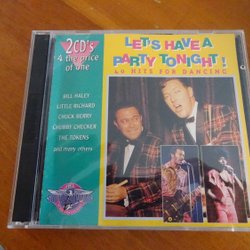 2CD's
4 the price
of one
LET'S HAVE A
PARTY TONIGHT!
40 HITS FOR DANCING
BILL HALEY
LITTLE RICHARD
CHUCK BERRY
CHUBBY CHECKER
THE TOKENS
and many others